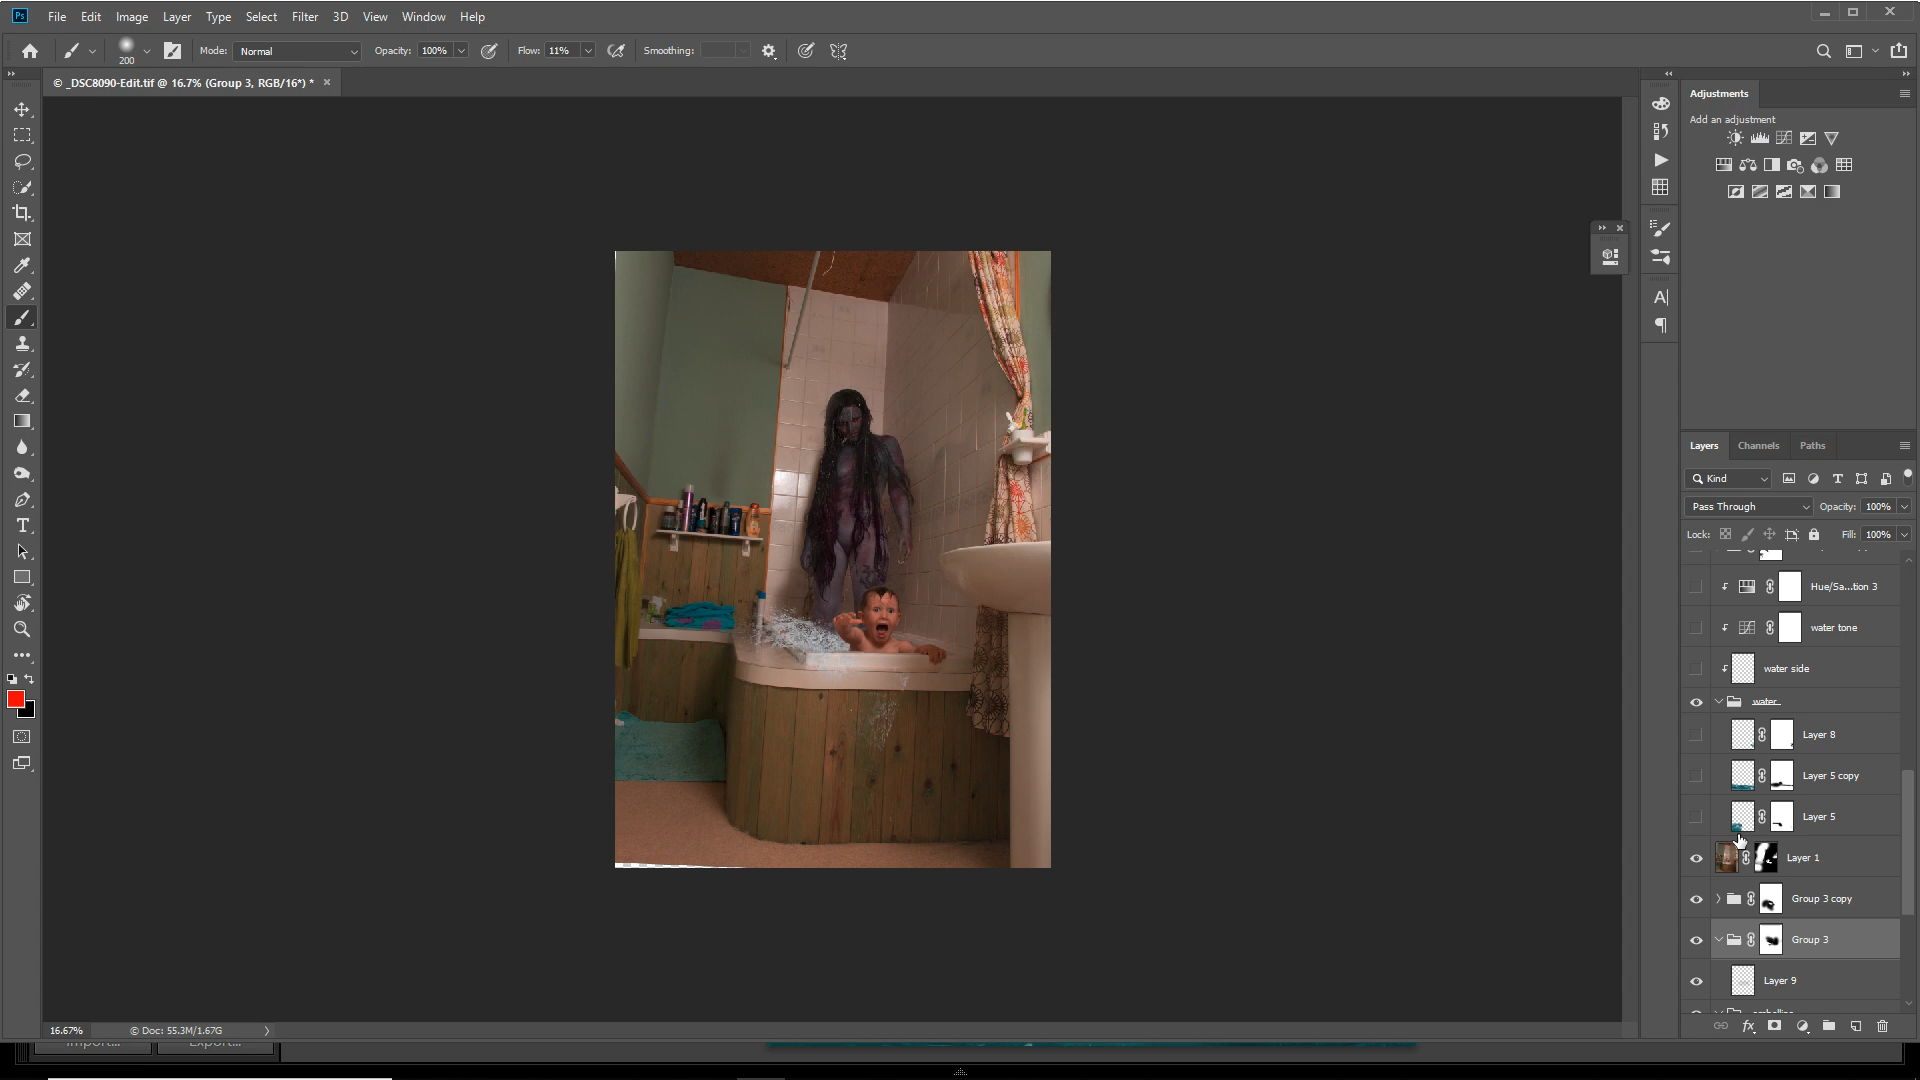 Ps File Edit Image Layer Type Select Filter 3D View Window Help
200 Mode: Normal Opacity: 100% Flow: 11% Smoothing:
© _DSC8090-Edit.tif @ 16.7% (Group 3, RGB/16*) *
Adjustments
Add an adjustment
Layers Channels Paths
Kind
Pass Through Opacity: 100%
Lock: Fill: 100%
Hue/Sa...tion 3
water tone
water side
water
Layer 8
Layer 5 copy
Layer 5
Layer 1
Group 3 copy
Group 3
Layer 9
16.67% © Doc: 55.3M/1.67G
Import... Export...